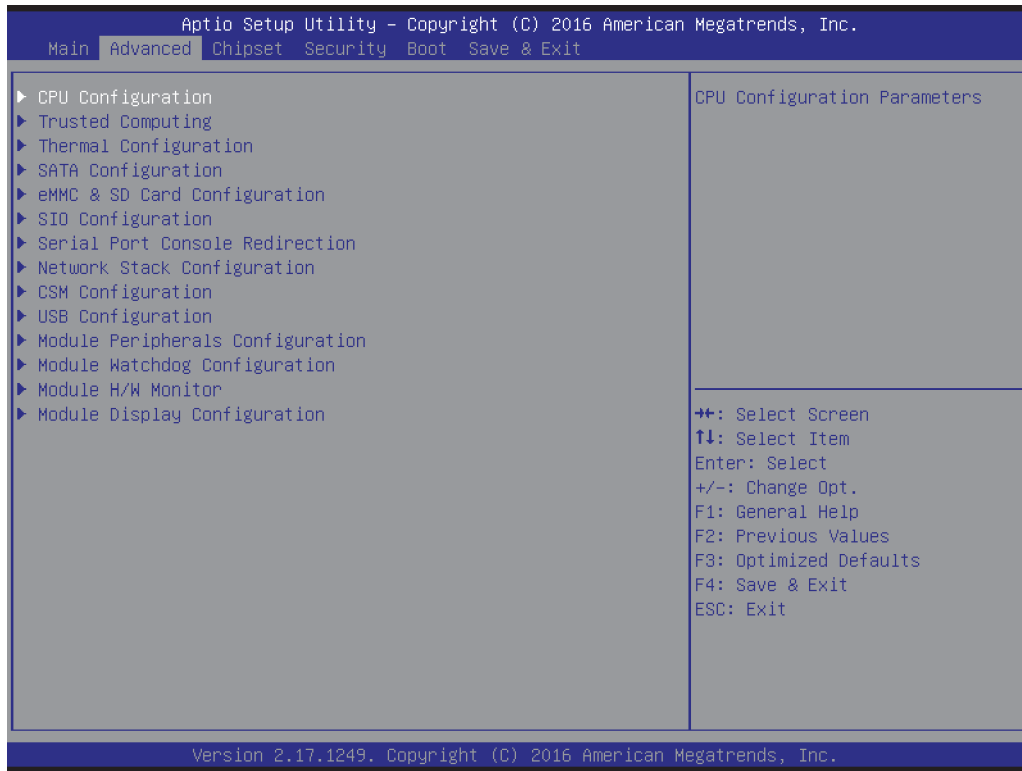 Aptio Setup Utility – Copyright (C) 2016 American Megatrends, Inc.
Main Advanced Chipset Security Boot Save & Exit
▶ CPU Configuration
▶ Trusted Computing
▶ Thermal Configuration
▶ SATA Configuration
▶ eMMC & SD Card Configuration
▶ SIO Configuration
▶ Serial Port Console Redirection
▶ Network Stack Configuration
▶ CSM Configuration
▶ USB Configuration
▶ Module Peripherals Configuration
▶ Module Watchdog Configuration
▶ Module H/W Monitor
▶ Module Display Configuration
CPU Configuration Parameters
→←: Select Screen
↑↓: Select Item
Enter: Select
+/-: Change Opt.
F1: General Help
F2: Previous Values
F3: Optimized Defaults
F4: Save & Exit
ESC: Exit
Version 2.17.1249. Copyright (C) 2016 American Megatrends, Inc.